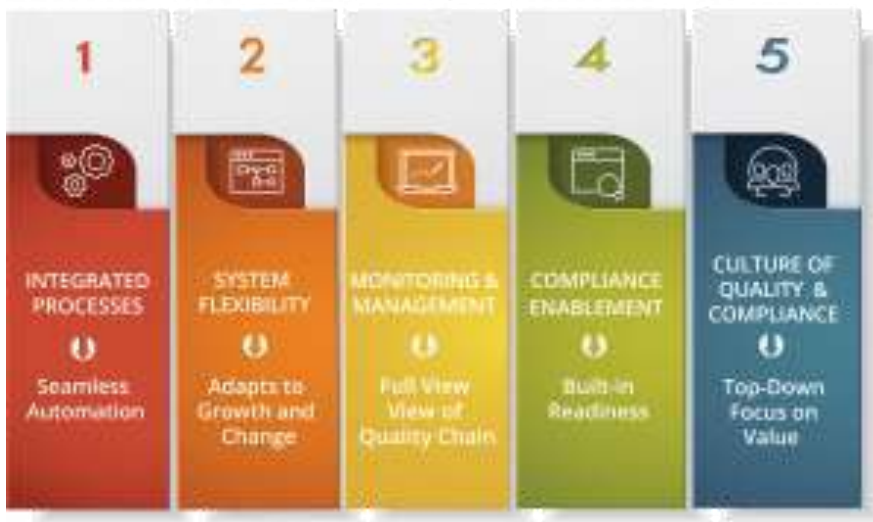 1
INTEGRATED
PROCESSES
Seamless
Automation
2
SYSTEM
FLEXIBILITY
Adapts to
Growth and
Change
3
MONITORING &
MANAGEMENT
Full View
View of
Quality Chain
4
COMPLIANCE
ENABLEMENT
Built-in
Readiness
5
CULTURE OF
QUALITY &
COMPLIANCE
Top-Down
Focus on
Value